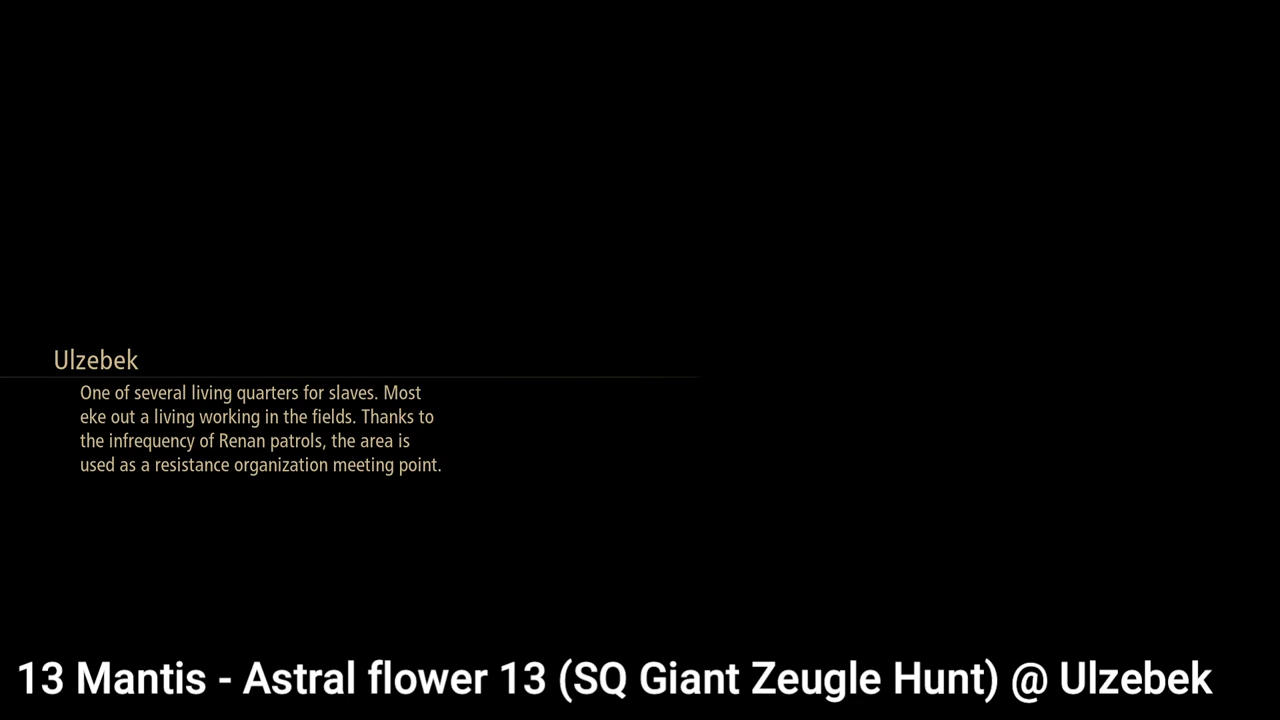 Ulzebek
One of several living quarters for slaves. Most
eke out a living working in the fields. Thanks to
the infrequency of Renan patrols, the area is
used as a resistance organization meeting point.
13 Mantis - Astral flower 13 (SQ Giant Zeugle Hunt) @ Ulzebek